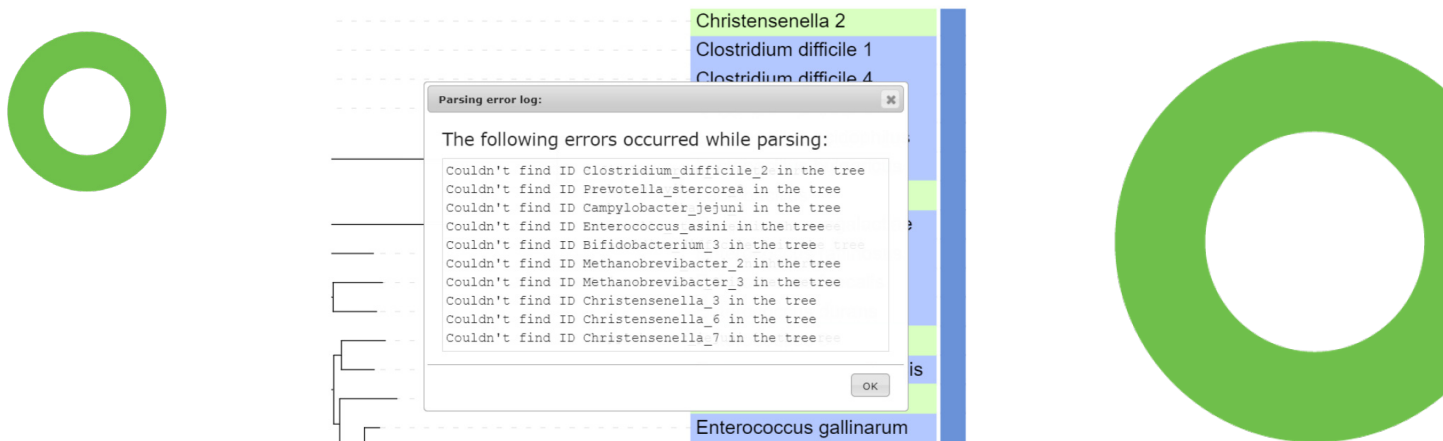 Christensenella 2
Clostridium difficile 1
Clostridium difficile 4
Parsing error log:
The following errors occurred while parsing:
Couldn't find ID Clostridium_difficile_2 in the tree
Couldn't find ID Prevotella_stercorea in the tree
Couldn't find ID Campylobacter_jejuni in the tree
Couldn't find ID Enterococcus_asini in the tree
Couldn't find ID Bifidobacterium_3 in the tree
Couldn't find ID Methanobrevibacter_2 in the tree
Couldn't find ID Methanobrevibacter_3 in the tree
Couldn't find ID Christensenella_3 in the tree
Couldn't find ID Christensenella_6 in the tree
Couldn't find ID Christensenella_7 in the tree
is
OK
Enterococcus gallinarum